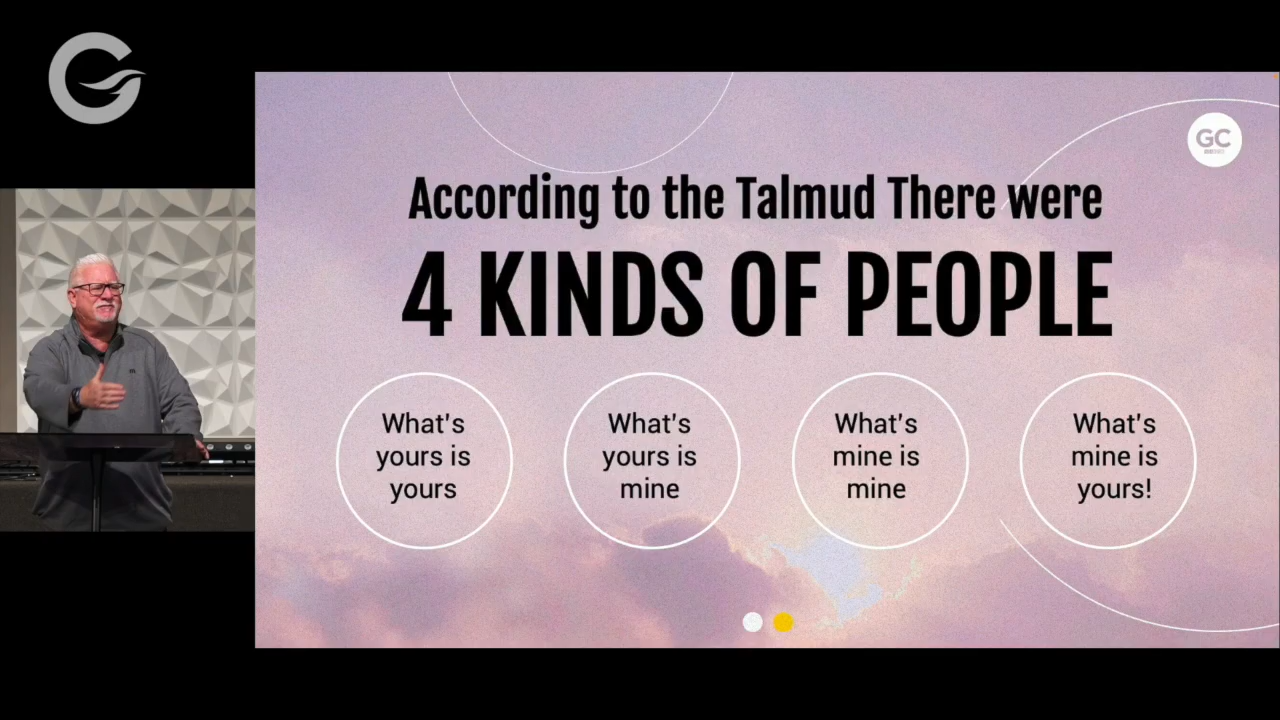 GC
According to the Talmud There were
4 KINDS OF PEOPLE
What's
yours is
yours
What's
yours is
mine
What's
mine is
mine
What's
mine is
yours!